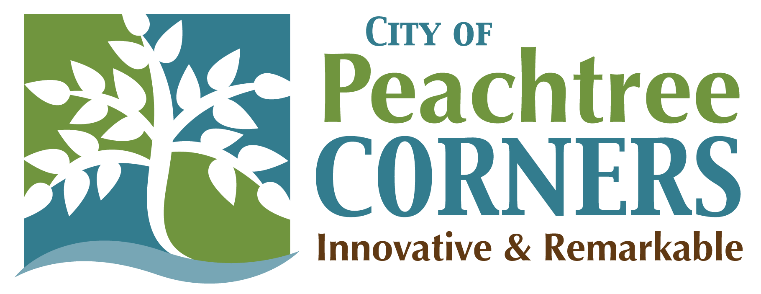 CITY OF
Peachtree
CORNERS
Innovative & Remarkable